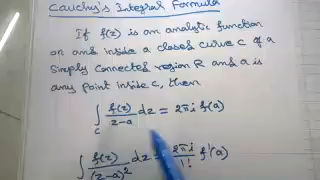 Cauchy's Integral Formula
If f(z) is an analytic function
on and inside a closed curve C of a
Simply connected region R and a is
any point inside C, then
∫_C f(z)/(z-a) dz = 2πi f(a)
∫ f(z)/(z-a)² dz = 2πi/1! f'(a)